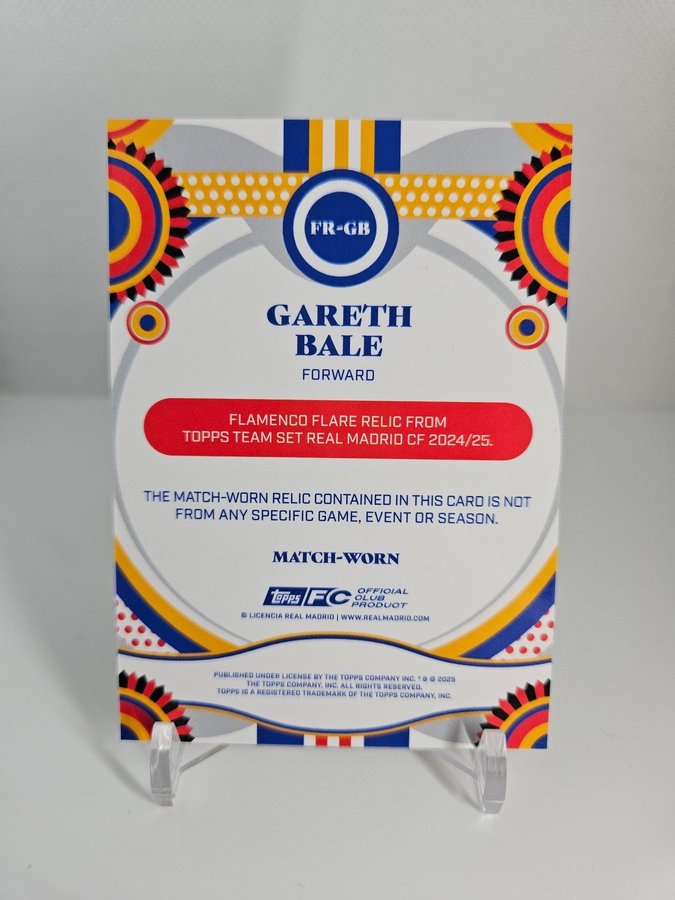 FR-GB
GARETH
BALE
FORWARD
FLAMENCO FLARE RELIC FROM
TOPPS TEAM SET REAL MADRID CF 2024/25.
THE MATCH-WORN RELIC CONTAINED IN THIS CARD IS NOT
FROM ANY SPECIFIC GAME, EVENT OR SEASON.
MATCH-WORN
topps FC OFFICIAL
CLUB
PRODUCT
© LICENCIA REAL MADRID | WWW.REALMADRID.COM
PUBLISHED UNDER LICENSE BY THE TOPPS COMPANY INC. ® & © 2025
THE TOPPS COMPANY, INC. ALL RIGHTS RESERVED.
TOPPS IS A REGISTERED TRADEMARK OF THE TOPPS COMPANY, INC.